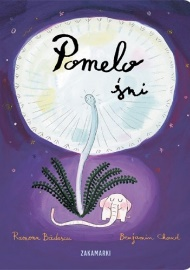 Pomelo
śni
Ramona Bădescu
Benjamin Chaud
ZAKAMARKI